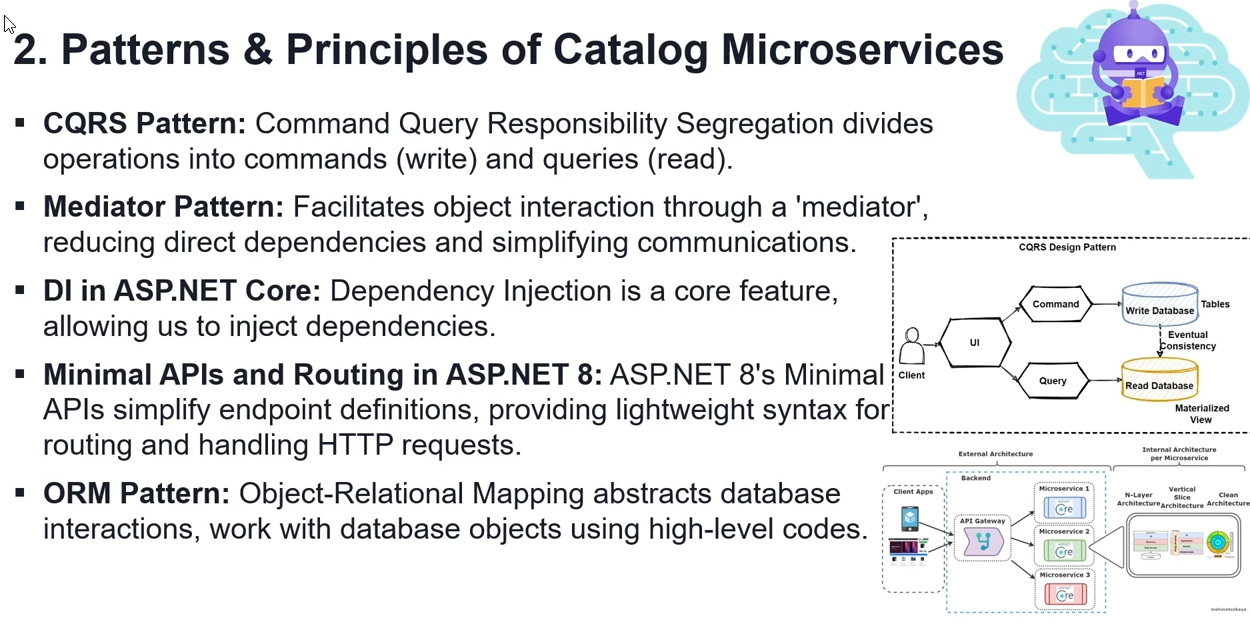 2. Patterns & Principles of Catalog Microservices
.NET
▪ CQRS Pattern: Command Query Responsibility Segregation divides
operations into commands (write) and queries (read).
▪ Mediator Pattern: Facilitates object interaction through a 'mediator',
reducing direct dependencies and simplifying communications.
▪ DI in ASP.NET Core: Dependency Injection is a core feature,
allowing us to inject dependencies.
▪ Minimal APIs and Routing in ASP.NET 8: ASP.NET 8's Minimal
APIs simplify endpoint definitions, providing lightweight syntax for
routing and handling HTTP requests.
▪ ORM Pattern: Object-Relational Mapping abstracts database
interactions, work with database objects using high-level codes.
CQRS Design Pattern
Client
UI
Command
Query
Write Database
Tables
Eventual
Consistency
Read Database
Materialized
View
External Architecture
Internal Architecture
per Microservice
Client Apps
Backend
API Gateway
Microservice 1
Core
Microservice 2
Core
Microservice 3
Core
N-Layer
Architecture
Vertical
Slice
Architecture
Clean
Architecture
mehmetozkaya